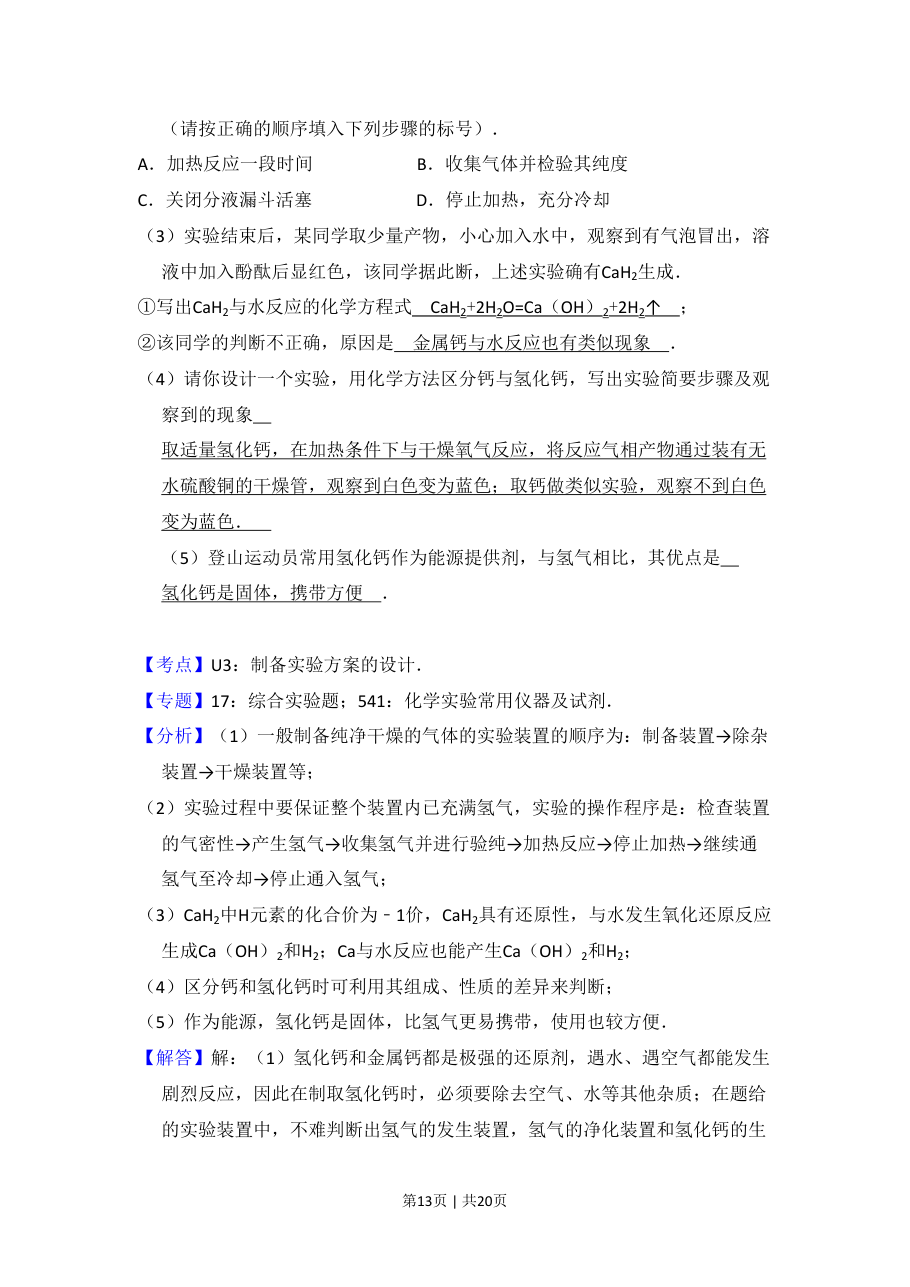 （请按正确的顺序填入下列步骤的标号）．
A．加热反应一段时间 B．收集气体并检验其纯度
C．关闭分液漏斗活塞 D．停止加热，充分冷却
（3）实验结束后，某同学取少量产物，小心加入水中，观察到有气泡冒出，溶
液中加入酚酞后显红色，该同学据此断，上述实验确有CaH₂生成．
①写出CaH₂与水反应的化学方程式 CaH₂+2H₂O=Ca（OH）₂+2H₂↑ ；
②该同学的判断不正确，原因是 金属钙与水反应也有类似现象 ．
（4）请你设计一个实验，用化学方法区分钙与氢化钙，写出实验简要步骤及观
察到的现象
取适量氢化钙，在加热条件下与干燥氧气反应，将反应气相产物通过装有无
水硫酸铜的干燥管，观察到白色变为蓝色；取钙做类似实验，观察不到白色
变为蓝色．
（5）登山运动员常用氢化钙作为能源提供剂，与氢气相比，其优点是
氢化钙是固体，携带方便 ．
【考点】U3：制备实验方案的设计．
【专题】17：综合实验题；541：化学实验常用仪器及试剂．
【分析】（1）一般制备纯净干燥的气体的实验装置的顺序为：制备装置→除杂
装置→干燥装置等；
（2）实验过程中要保证整个装置内已充满氢气，实验的操作程序是：检查装置
的气密性→产生氢气→收集氢气并进行验纯→加热反应→停止加热→继续通
氢气至冷却→停止通入氢气；
（3）CaH₂中H元素的化合价为﹣1价，CaH₂具有还原性，与水发生氧化还原反应
生成Ca（OH）₂和H₂；Ca与水反应也能产生Ca（OH）₂和H₂；
（4）区分钙和氢化钙时可利用其组成、性质的差异来判断；
（5）作为能源，氢化钙是固体，比氢气更易携带，使用也较方便．
【解答】解：（1）氢化钙和金属钙都是极强的还原剂，遇水、遇空气都能发生
剧烈反应，因此在制取氢化钙时，必须要除去空气、水等其他杂质；在题给
的实验装置中，不难判断出氢气的发生装置，氢气的净化装置和氢化钙的生
第13页 | 共20页